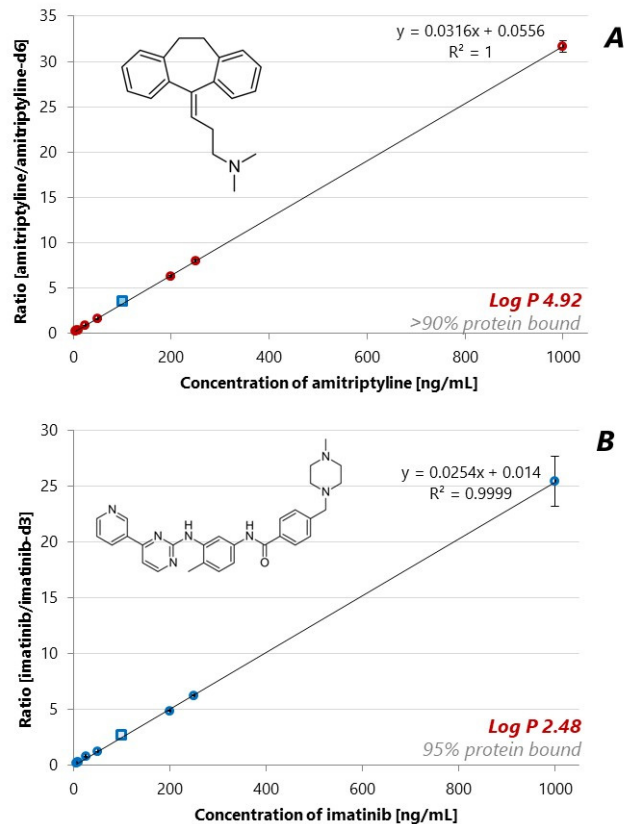 A
y = 0.0316x + 0.0556
R² = 1
35
30
25
20
15
10
5
0
Ratio [amitriptyline/amitriptyline-d6]
N
Log P 4.92
>90% protein bound
0 200 400 600 800 1000
Concentration of amitriptyline [ng/mL]
B
y = 0.0254x + 0.014
R² = 0.9999
30
25
20
15
10
5
0
Ratio [imatinib/imatinib-d3]
N
N
N
N
N
H
N
H
N
O
Log P 2.48
95% protein bound
0 200 400 600 800 1000
Concentration of imatinib [ng/mL]